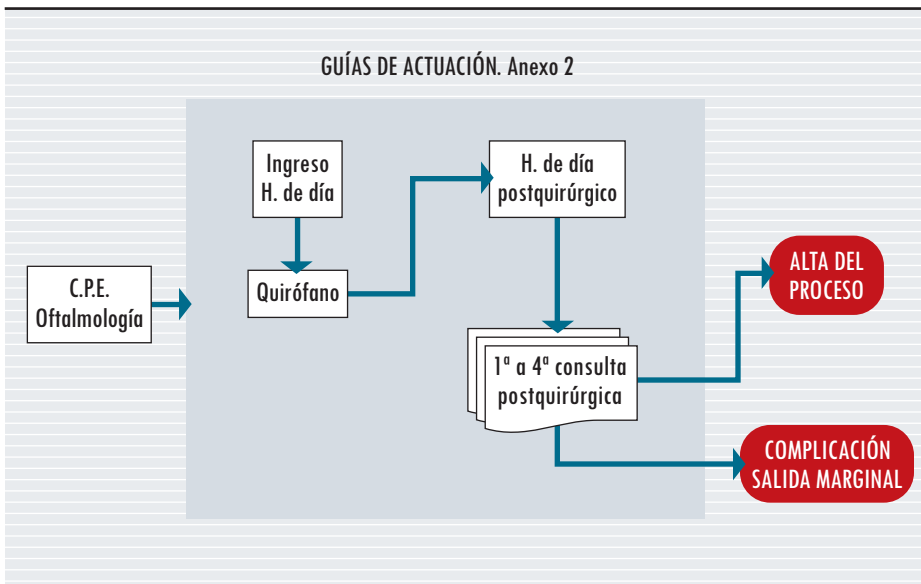 GUÍAS DE ACTUACIÓN. Anexo 2
Ingreso
H. de día
H. de día
postquirúrgico
C.P.E.
Oftalmología
Quirófano
ALTA DEL
PROCESO
1ª a 4ª consulta
postquirúrgica
COMPLICACIÓN
SALIDA MARGINAL